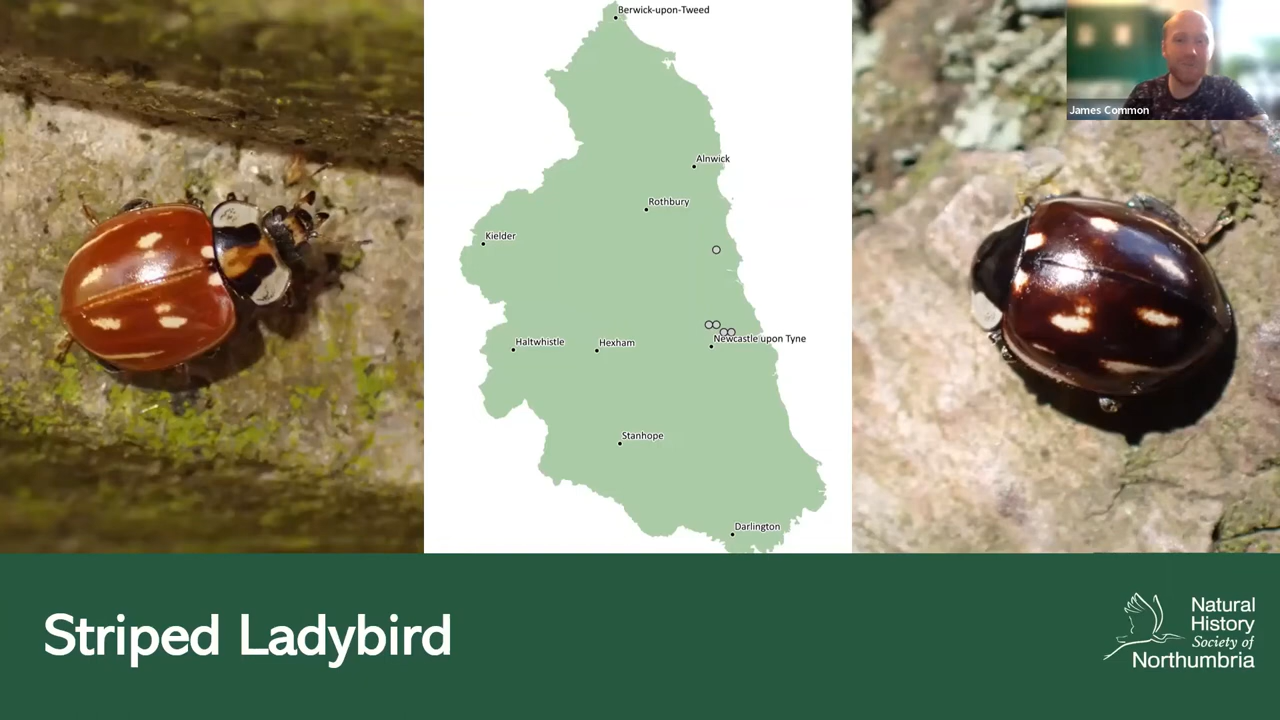 Berwick-upon-Tweed
James Common
Alnwick
Rothbury
Kielder
Haltwhistle
Hexham
Newcastle upon Tyne
Stanhope
Darlington
Striped Ladybird
Natural
History
Society of
Northumbria